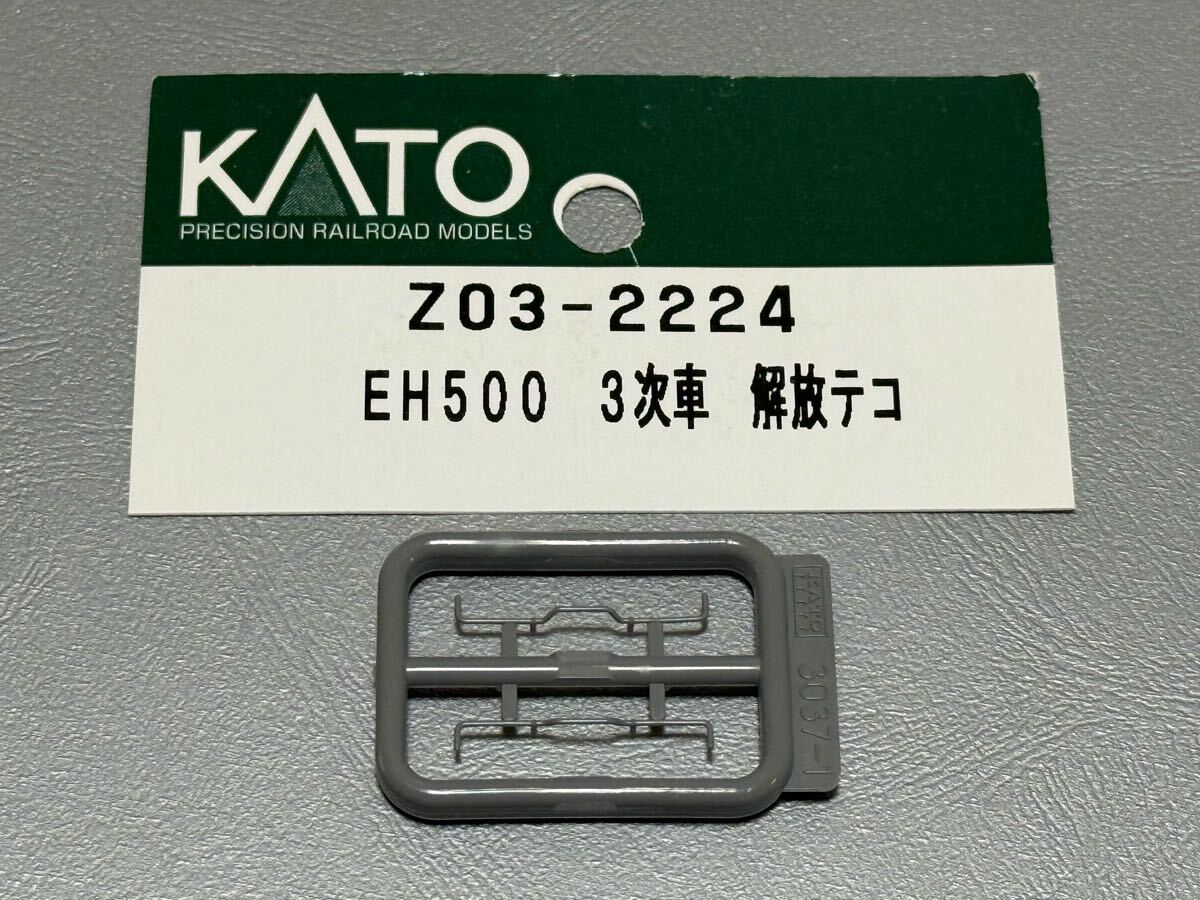 KATO
PRECISION RAILROAD MODELS
Z03-2224
EH500 3次車 解放テコ
KATO
3037-1